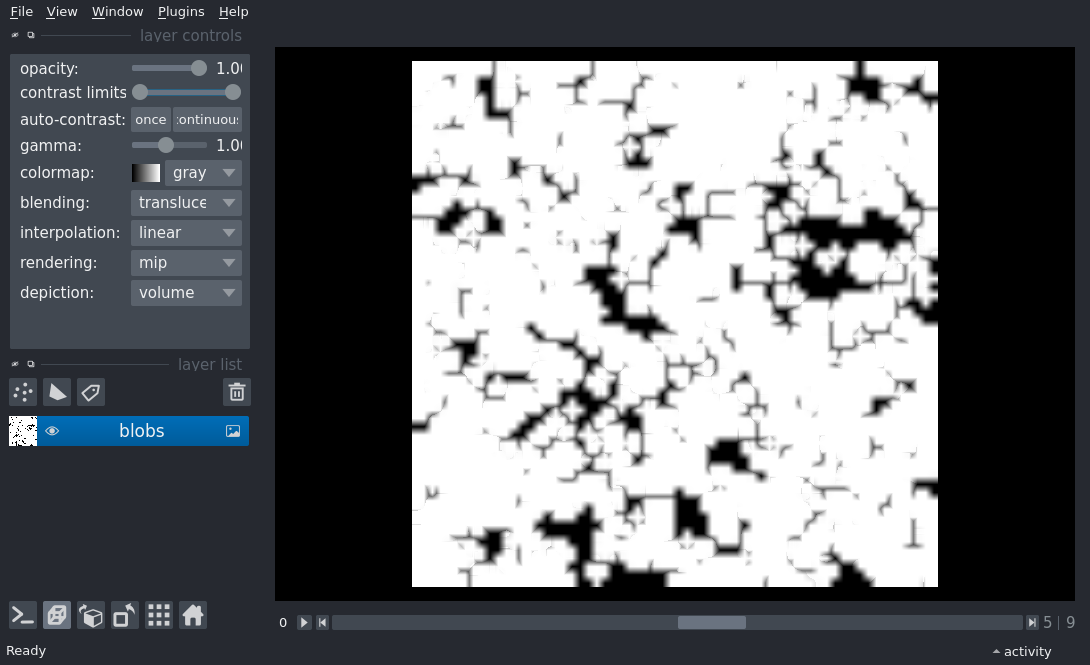 File View Window Plugins Help
layer controls
opacity: 1.00
contrast limits
auto-contrast: once continuous
gamma: 1.00
colormap: gray
blending: transluce
interpolation: linear
rendering: mip
depiction: volume
layer list
blobs
0 5 | 9
Ready activity